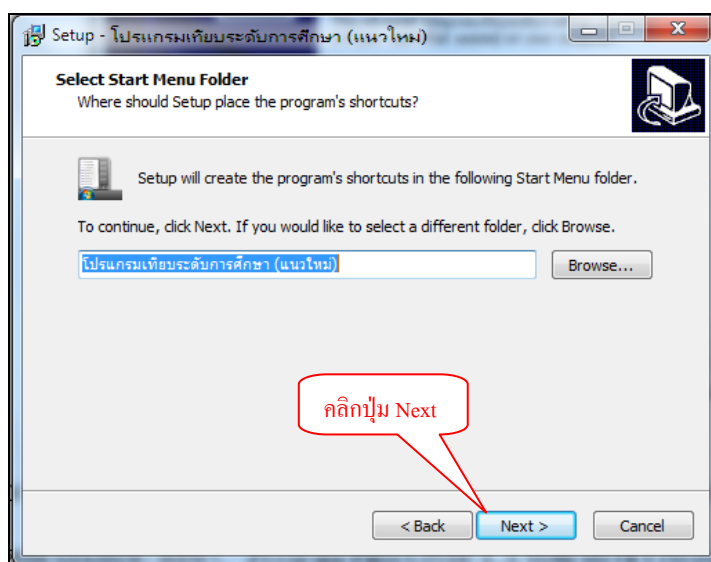 Setup - โปรแกรมเทียบระดับการศึกษา (แนวใหม่)
Select Start Menu Folder
Where should Setup place the program's shortcuts?
Setup will create the program's shortcuts in the following Start Menu folder.
To continue, click Next. If you would like to select a different folder, click Browse.
โปรแกรมเทียบระดับการศึกษา (แนวใหม่)
Browse...
คลิกปุ่ม Next
< Back
Next >
Cancel